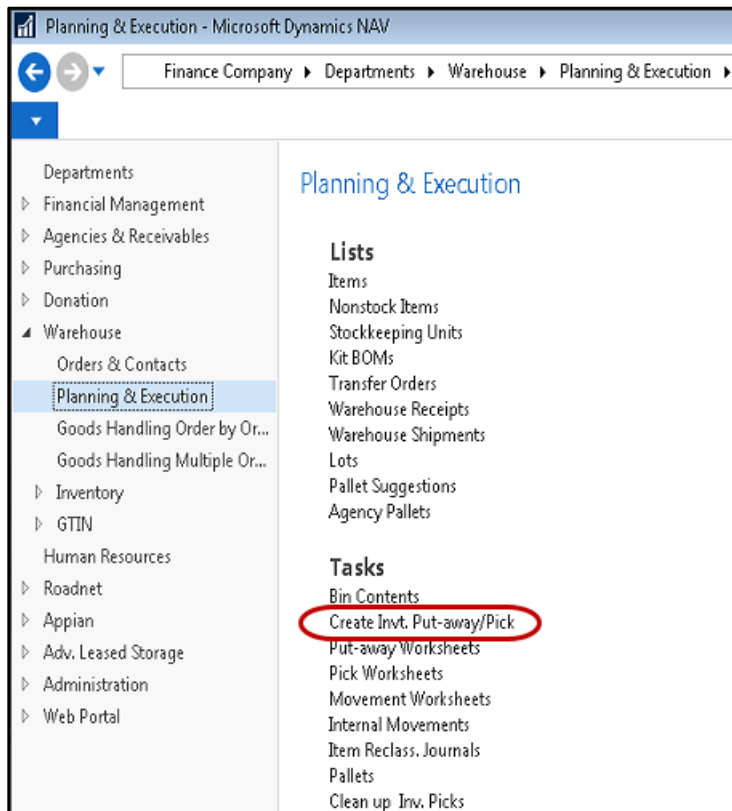 Planning & Execution - Microsoft Dynamics NAV
Finance Company Departments Warehouse Planning & Execution
Departments
Financial Management
Agencies & Receivables
Purchasing
Donation
Warehouse
Orders & Contacts
Planning & Execution
Goods Handling Order by Or...
Goods Handling Multiple Or...
Inventory
GTIN
Human Resources
Roadnet
Appian
Adv. Leased Storage
Administration
Web Portal
Planning & Execution
Lists
Items
Nonstock Items
Stockkeeping Units
Kit BOMs
Transfer Orders
Warehouse Receipts
Warehouse Shipments
Lots
Pallet Suggestions
Agency Pallets
Tasks
Bin Contents
Create Invt. Put-away/Pick
Put-away Worksheets
Pick Worksheets
Movement Worksheets
Internal Movements
Item Reclass. Journals
Pallets
Clean up Inv. Picks